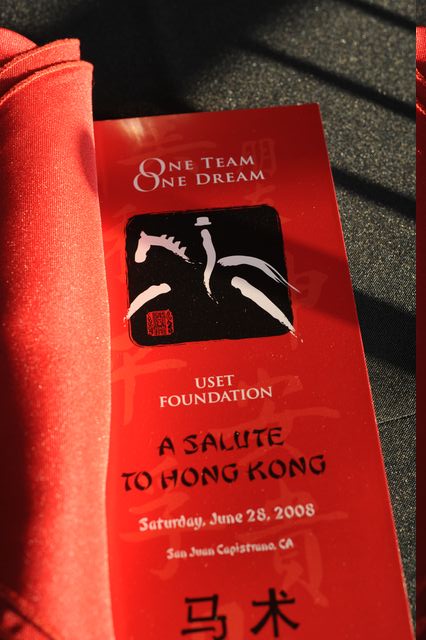 ONE TEAM
ONE DREAM
USET
FOUNDATION
A SALUTE
TO HONG KONG
Saturday, June 28, 2008
San Juan Capistrano, CA
马术